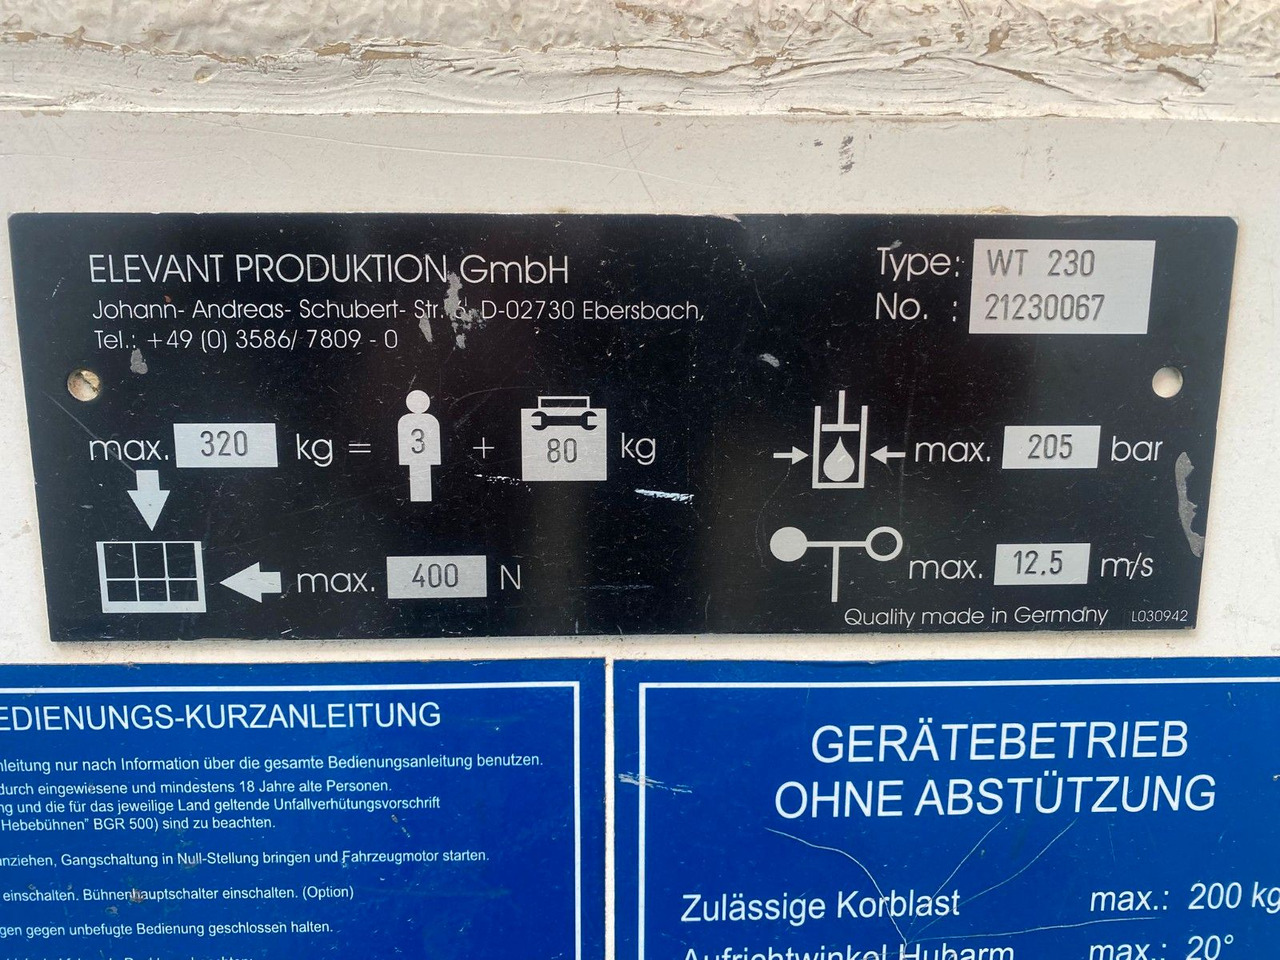 ELEVANT PRODUKTION GmbH
Johann- Andreas- Schubert- Str. 6, D-02730 Ebersbach,
Tel.: +49 (0) 3586/ 7809 - 0
Type: WT 230
No. : 21230067
max. 320 kg = 3 + 80 kg
max. 400 N
max. 205 bar
max. 12.5 m/s
Quality made in Germany L030942
EDIENUNGS-KURZANLEITUNG
nleitung nur nach Information über die gesamte Bedienungsanleitung benutzen.
durch eingewiesene und mindestens 18 Jahre alte Personen.
ng und die für das jeweilige Land geltende Unfallverhütungsvorschrift
Hebebühnen" BGR 500) sind zu beachten.
anziehen, Gangschaltung in Null-Stellung bringen und Fahrzeugmotor starten.
einschalten. Bühnenhauptschalter einschalten. (Option)
gen gegen unbefugte Bedienung geschlossen halten.
GERÄTEBETRIEB
OHNE ABSTÜTZUNG
Zulässige Korblast max.: 200 kg
Aufrichtwinkel Hubarm max.: 20°